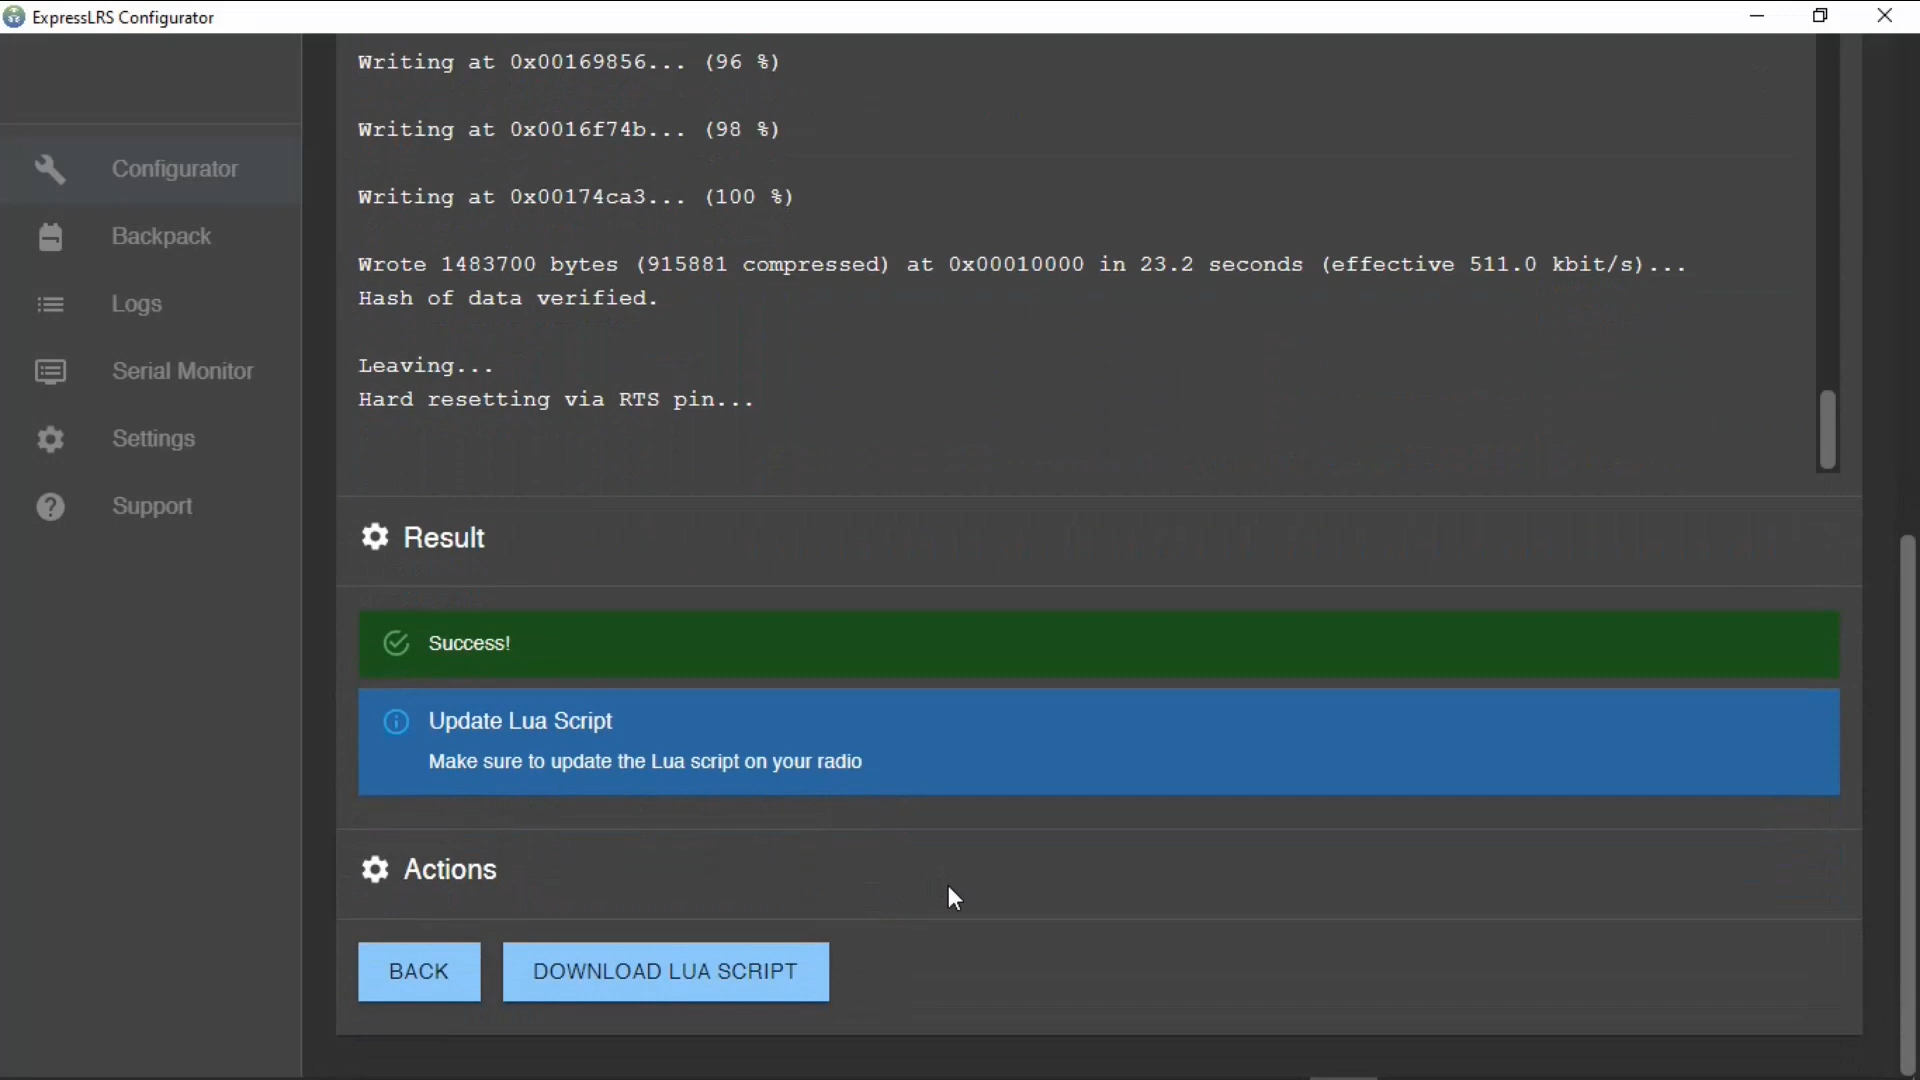 ExpressLRS Configurator
Configurator
Backpack
Logs
Serial Monitor
Settings
Support
Writing at 0x00169856... (96 %)
Writing at 0x0016f74b... (98 %)
Writing at 0x00174ca3... (100 %)
Wrote 1483700 bytes (915881 compressed) at 0x00010000 in 23.2 seconds (effective 511.0 kbit/s)...
Hash of data verified.
Leaving...
Hard resetting via RTS pin...
Result
Success!
Update Lua Script
Make sure to update the Lua script on your radio
Actions
BACK
DOWNLOAD LUA SCRIPT